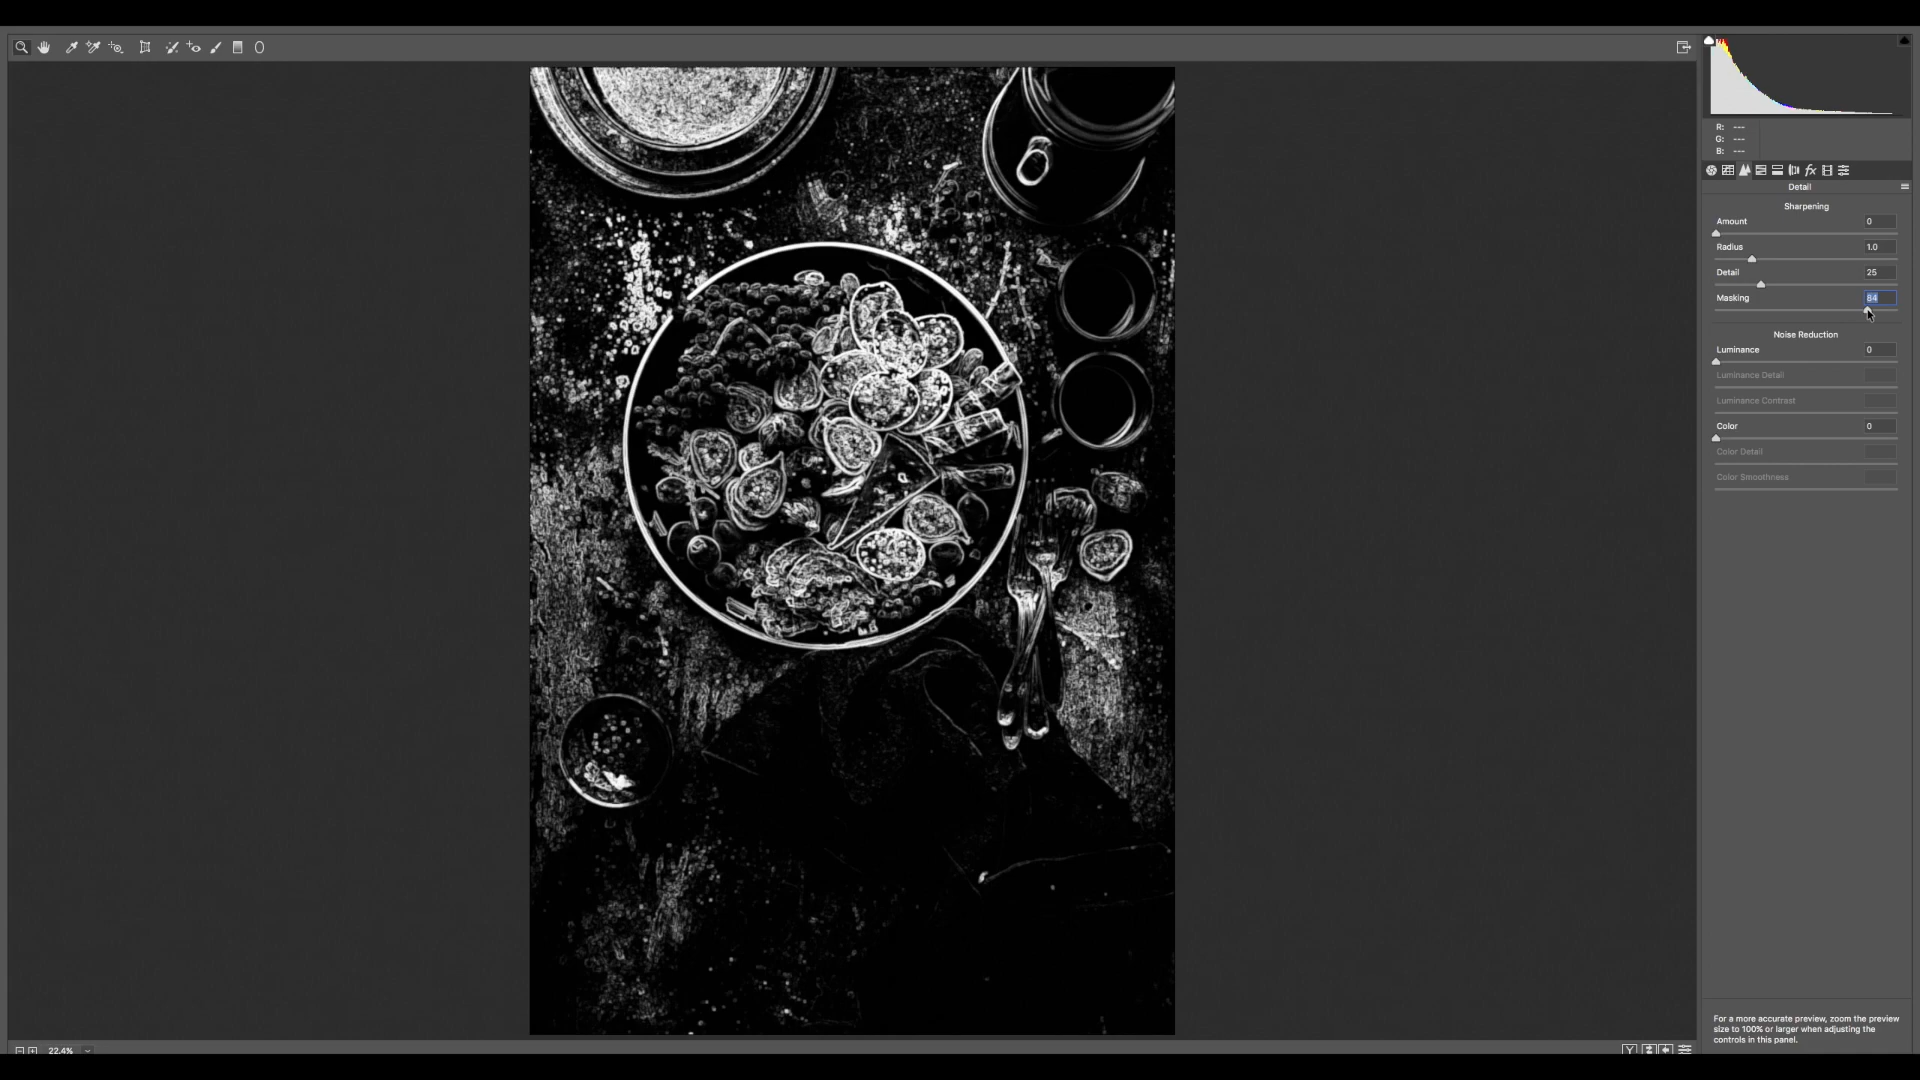 R: ---
G: ---
B: ---
fx
Detail
Sharpening
Amount 0
Radius 1.0
Detail 25
Masking 84
Noise Reduction
Luminance 0
Luminance Detail
Luminance Contrast
Color 0
Color Detail
Color Smoothness
For a more accurate preview, zoom the preview
size to 100% or larger when adjusting the
controls in this panel.
22.4%
Y